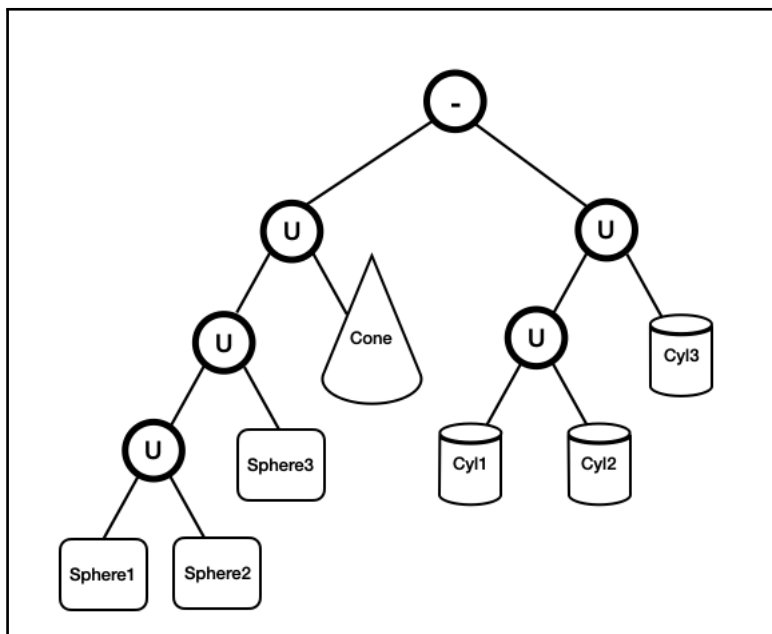 -
U
U
U
Cone
U
Cyl3
U
Sphere3
Cyl1
Cyl2
Sphere1
Sphere2